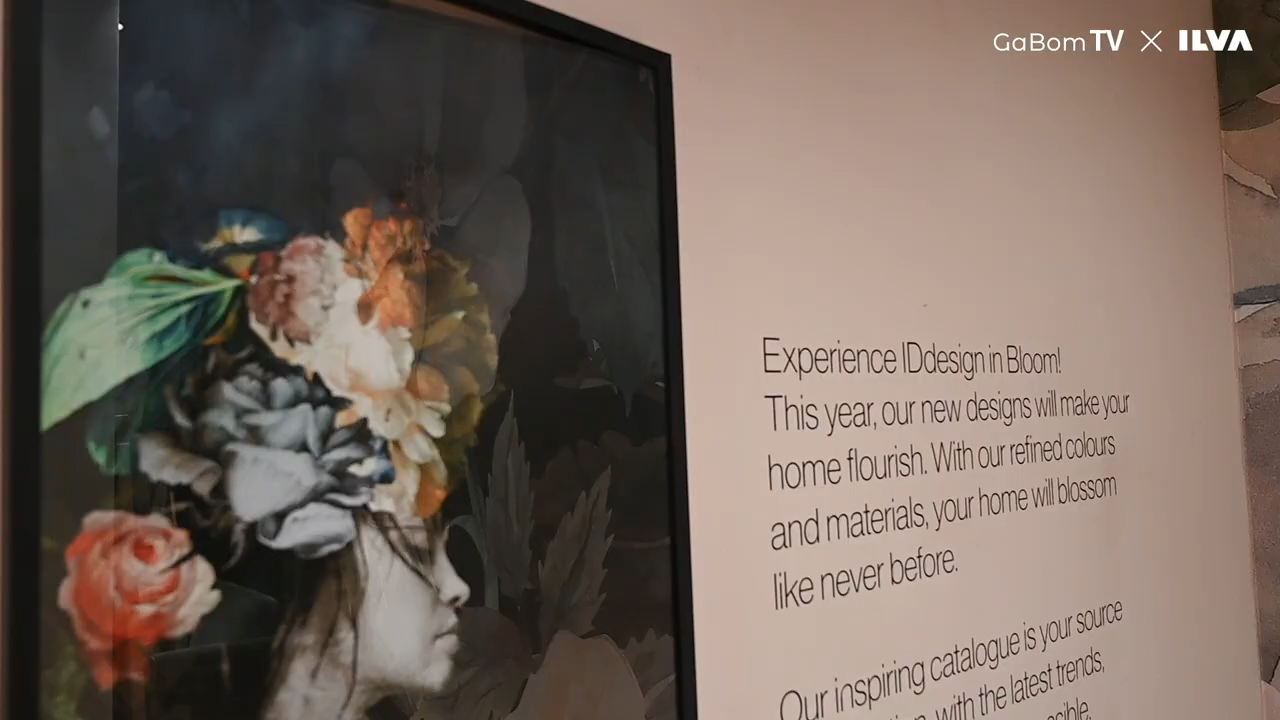 GaBomTV X ILVA
Experience IDdesign in Bloom!
This year, our new designs will make your
home flourish. With our refined colours
and materials, your home will blossom
like never before.
Our inspiring catalogue is your source
with the latest trends,